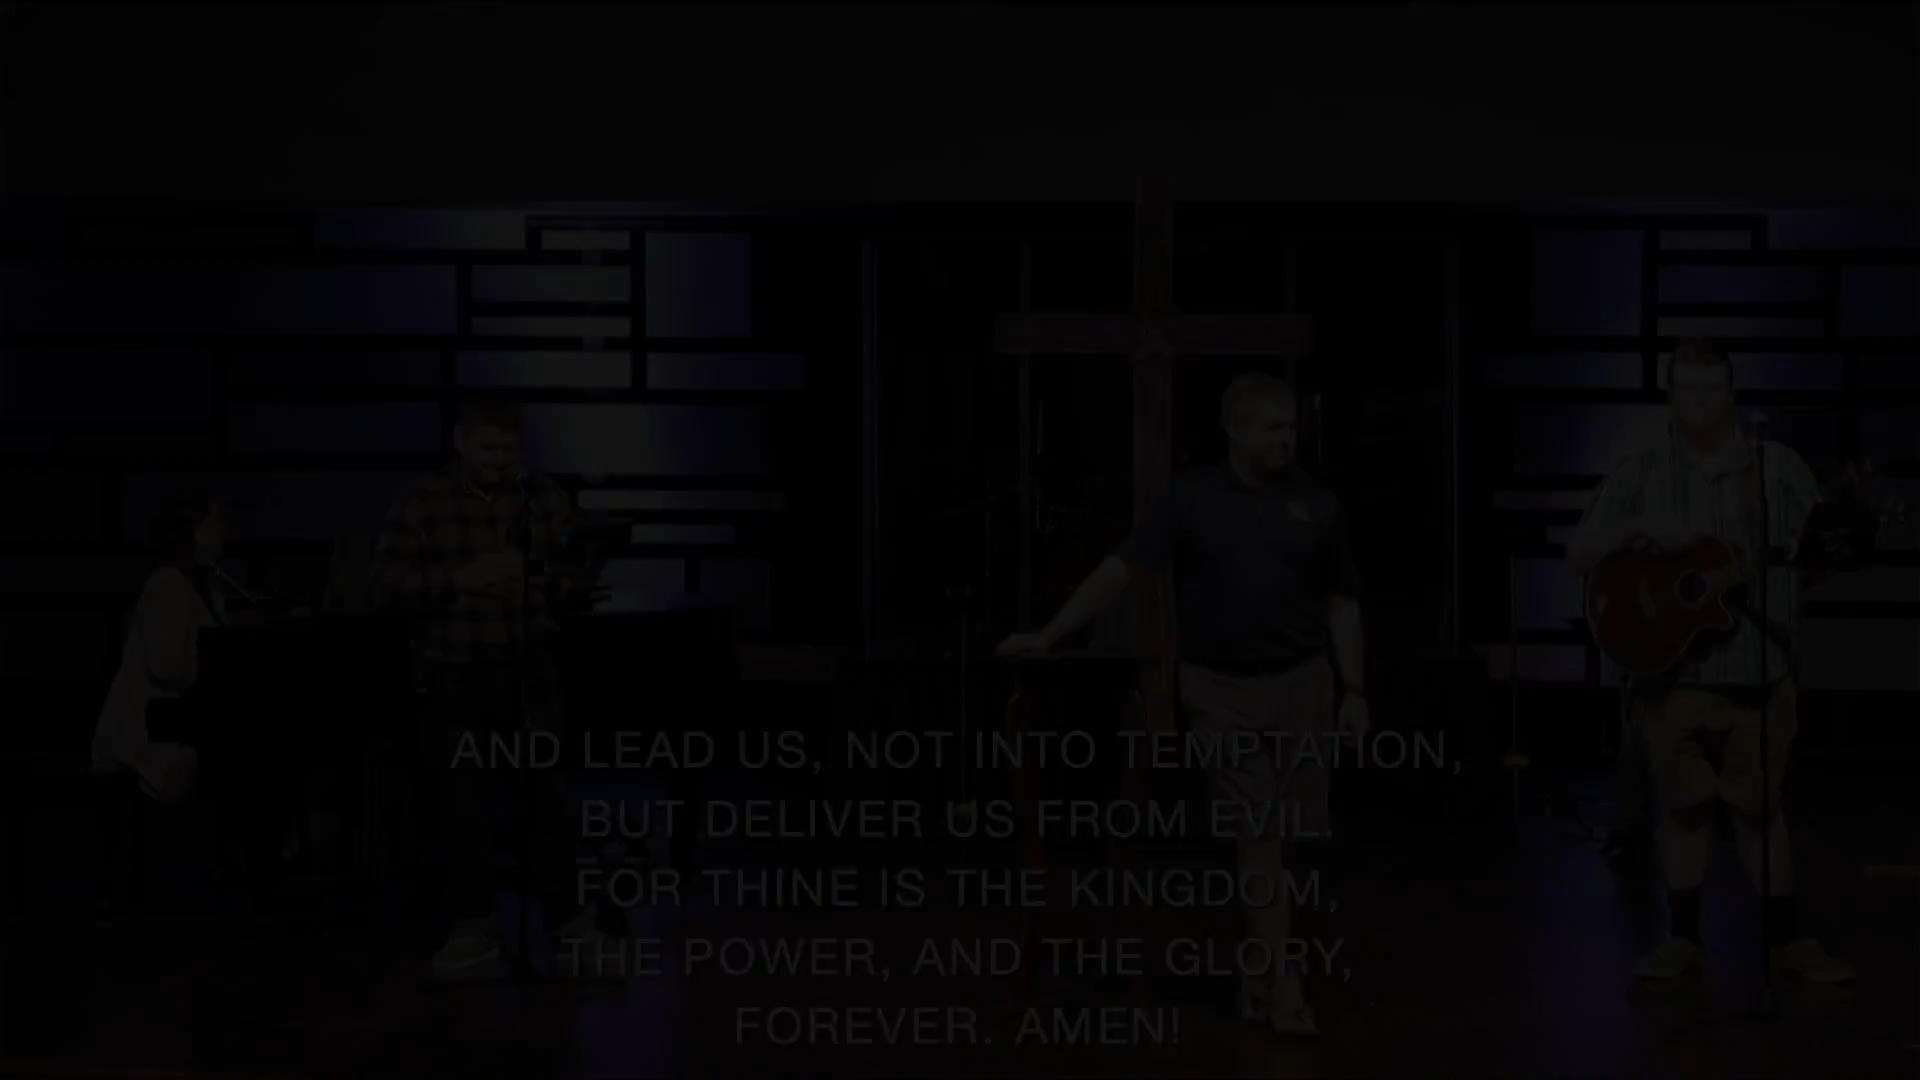 AND LEAD US, NOT INTO TEMPTATION,
BUT DELIVER US FROM EVIL.
FOR THINE IS THE KINGDOM,
THE POWER, AND THE GLORY,
FOREVER. AMEN!